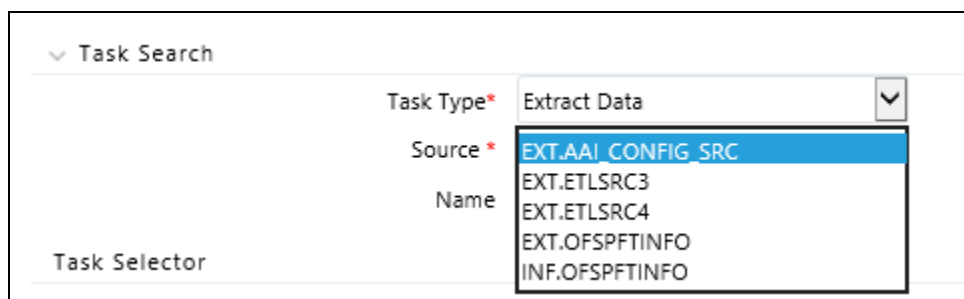 Task Search
Task Type* Extract Data
Source * EXT.AAI_CONFIG_SRC
EXT.ETLSRC3
Name
EXT.ETLSRC4
EXT.OFSPFTINFO
Task Selector
INF.OFSPFTINFO